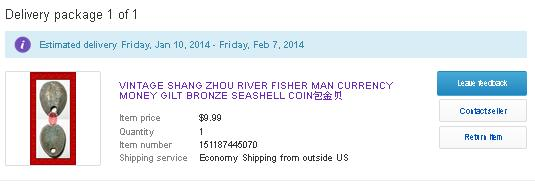 Delivery package 1 of 1
Estimated delivery Friday, Jan 10, 2014 - Friday, Feb 7, 2014
VINTAGE SHANG ZHOU RIVER FISHER MAN CURRENCY
MONEY GILT BRONZE SEASHELL COIN包金贝
Item price $9.99
Quantity 1
Item number 151187445070
Shipping service Economy Shipping from outside US
Leave feedback
Contact seller
Return item